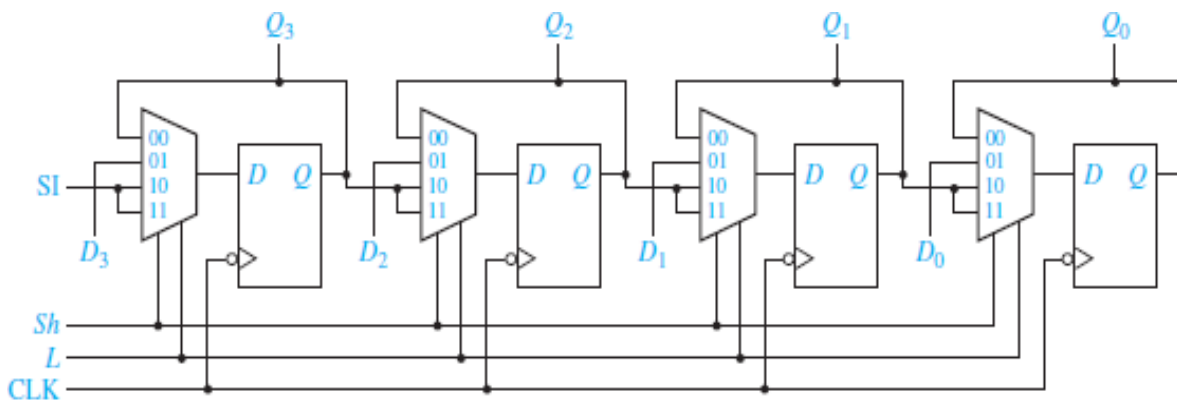 Q3 Q2 Q1 Q0
00 00 00 00
01 01 01 01
D Q D Q D Q D Q
SI 10 10 10 10
11 11 11 11
D3 D2 D1 D0
Sh
L
CLK